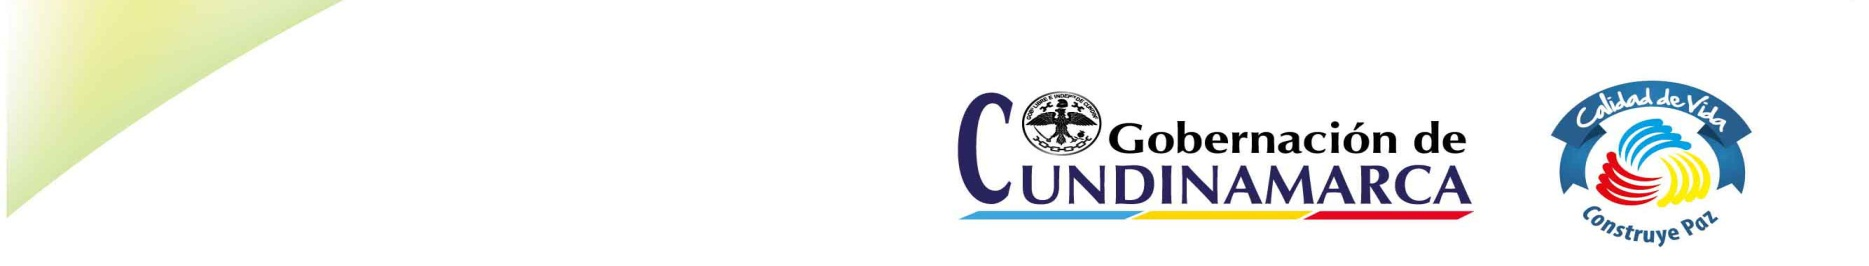 Gobernación de
CUNDINAMARCA
Calidad de Vida
Construye Paz